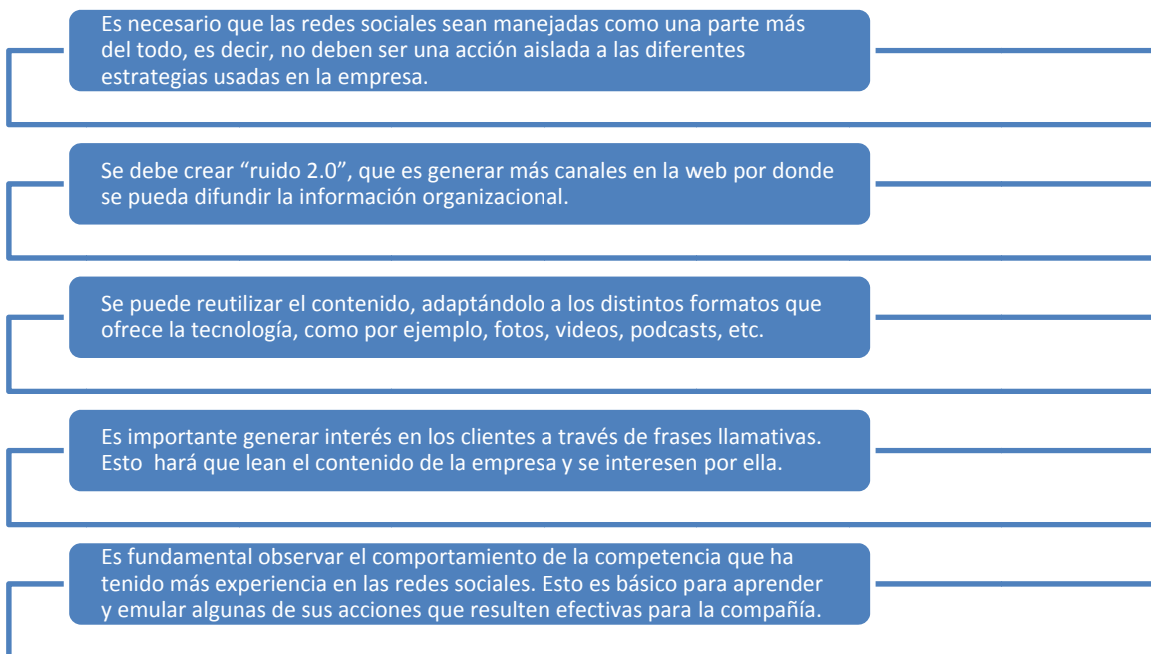 Es necesario que las redes sociales sean manejadas como una parte más
del todo, es decir, no deben ser una acción aislada a las diferentes
estrategias usadas en la empresa.
Se debe crear “ruido 2.0”, que es generar más canales en la web por donde
se pueda difundir la información organizacional.
Se puede reutilizar el contenido, adaptándolo a los distintos formatos que
ofrece la tecnología, como por ejemplo, fotos, videos, podcasts, etc.
Es importante generar interés en los clientes a través de frases llamativas.
Esto hará que lean el contenido de la empresa y se interesen por ella.
Es fundamental observar el comportamiento de la competencia que ha
tenido más experiencia en las redes sociales. Esto es básico para aprender
y emular algunas de sus acciones que resulten efectivas para la compañía.